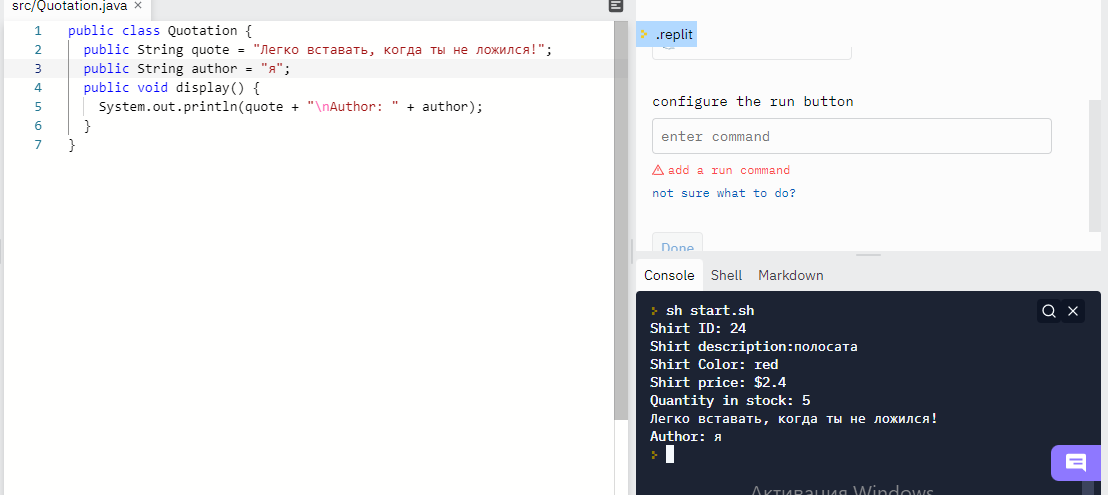 src/Quotation.java ×
1 public class Quotation {
2 public String quote = "Легко вставать, когда ты не ложился!";
3 public String author = "я";
4 public void display() {
5 System.out.println(quote + "\nAuthor: " + author);
6 }
7 }
.replit
configure the run button
enter command
add a run command
not sure what to do?
Done
Console Shell Markdown
sh start.sh
Shirt ID: 24
Shirt description:полосата
Shirt Color: red
Shirt price: $2.4
Quantity in stock: 5
Легко вставать, когда ты не ложился!
Author: я
Активация Windows